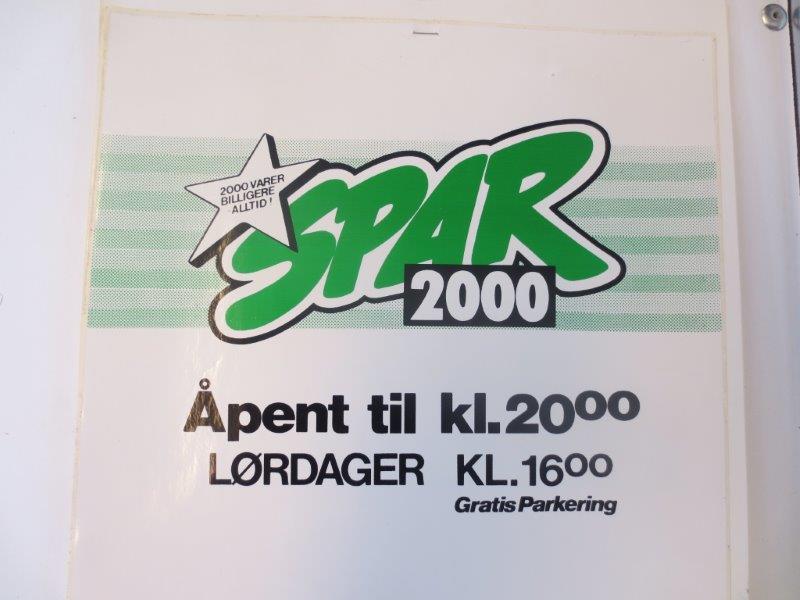 2000 VARER
BILLIGERE
ALLTID!
SPAR
2000
Åpent til kl.20⁰⁰
LØRDAGER KL.16⁰⁰
Gratis Parkering